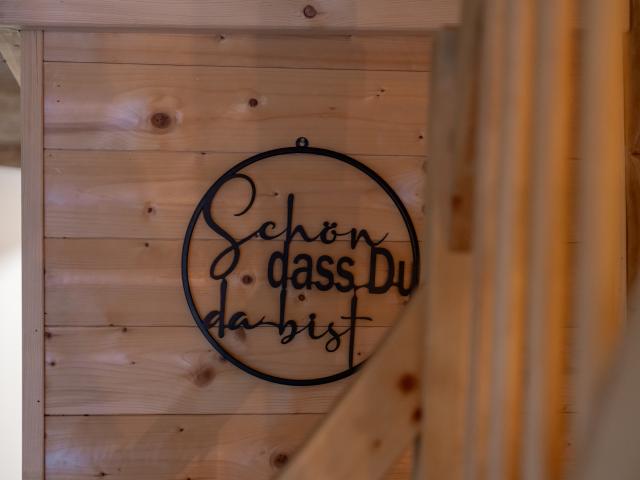 Schön
dass Du
da bist